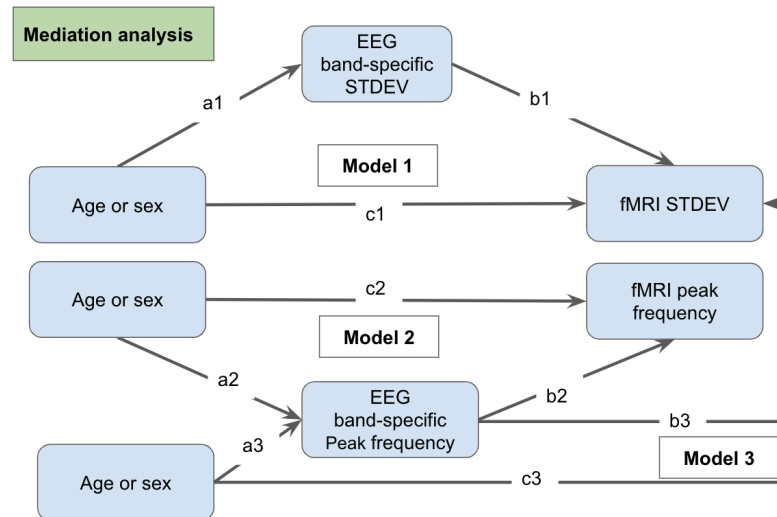 Mediation analysis
EEG
band-specific
STDEV
a1
b1
Model 1
Age or sex
c1
fMRI STDEV
Age or sex
c2
fMRI peak
frequency
Model 2
a2
EEG
band-specific
Peak frequency
b2
b3
a3
Model 3
Age or sex
c3